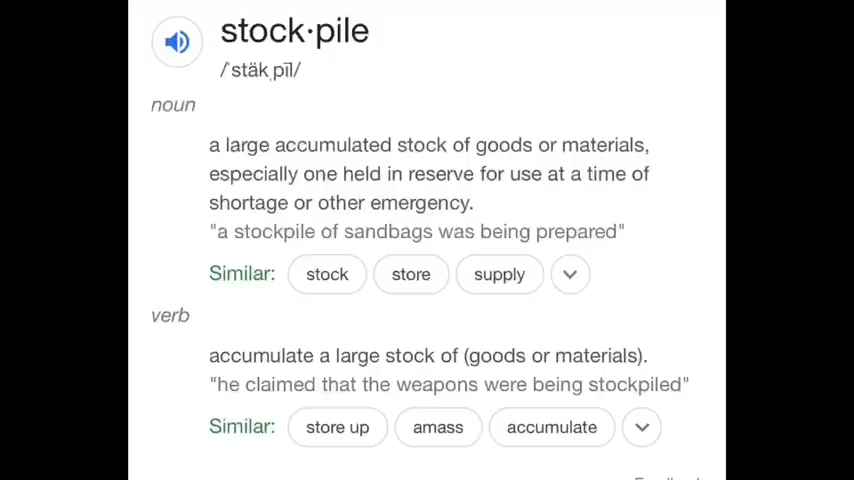 stock·pile
/ˈstäkˌpīl/
noun
a large accumulated stock of goods or materials,
especially one held in reserve for use at a time of
shortage or other emergency.
"a stockpile of sandbags was being prepared"
Similar: stock store supply
verb
accumulate a large stock of (goods or materials).
"he claimed that the weapons were being stockpiled"
Similar: store up amass accumulate